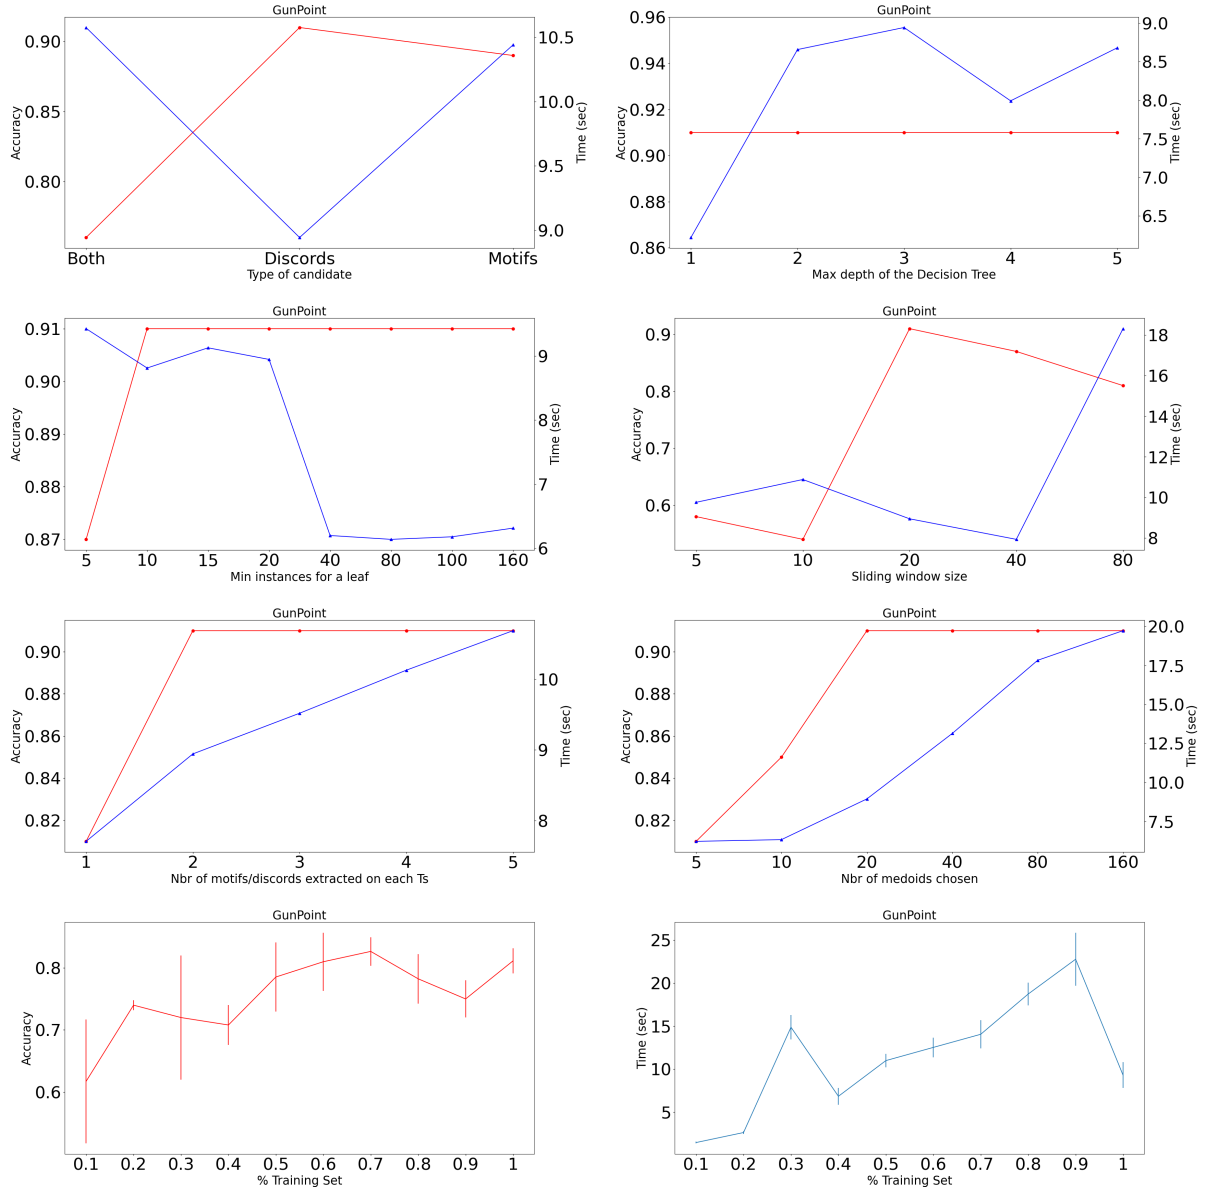 GunPoint
0.90
0.85
0.80
Accuracy
10.5
10.0
9.5
9.0
Time (sec)
Both Discords Motifs
Type of candidate
GunPoint
0.96
0.94
0.92
0.90
0.88
0.86
Accuracy
9.0
8.5
8.0
7.5
7.0
6.5
Time (sec)
1 2 3 4 5
Max depth of the Decision Tree
GunPoint
0.91
0.90
0.89
0.88
0.87
Accuracy
9
8
7
6
Time (sec)
5 10 15 20 40 80 100 160
Min instances for a leaf
GunPoint
0.9
0.8
0.7
0.6
Accuracy
18
16
14
12
10
8
Time (sec)
5 10 20 40 80
Sliding window size
GunPoint
0.90
0.88
0.86
0.84
0.82
Accuracy
10
9
8
Time (sec)
1 2 3 4 5
Nbr of motifs/discords extracted on each Ts
GunPoint
0.90
0.88
0.86
0.84
0.82
Accuracy
20.0
17.5
15.0
12.5
10.0
7.5
Time (sec)
5 10 20 40 80 160
Nbr of medoids chosen
GunPoint
0.8
0.7
0.6
Accuracy
0.1 0.2 0.3 0.4 0.5 0.6 0.7 0.8 0.9 1
% Training Set
GunPoint
25
20
15
10
5
Time (sec)
0.1 0.2 0.3 0.4 0.5 0.6 0.7 0.8 0.9 1
% Training Set